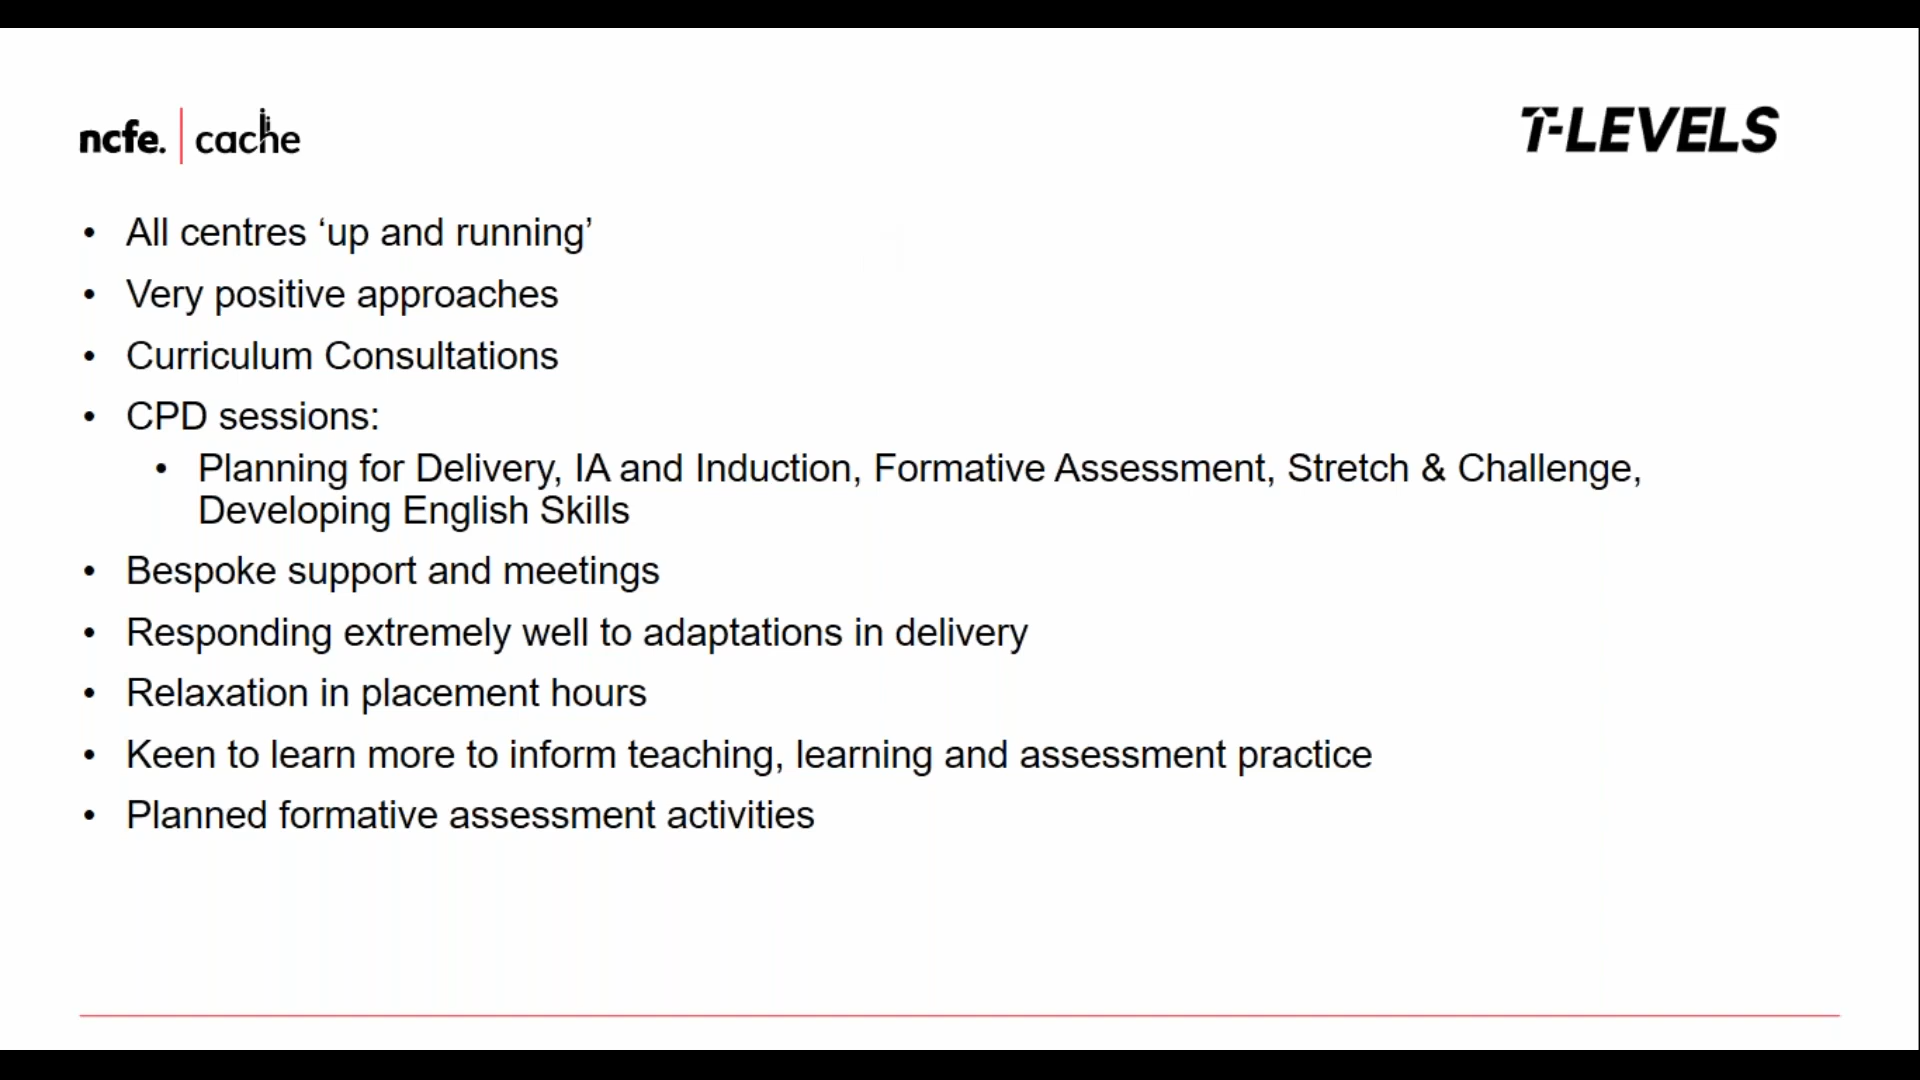 ncfe. cache
T-LEVELS
• All centres ‘up and running’
• Very positive approaches
• Curriculum Consultations
• CPD sessions:
• Planning for Delivery, IA and Induction, Formative Assessment, Stretch & Challenge,
Developing English Skills
• Bespoke support and meetings
• Responding extremely well to adaptations in delivery
• Relaxation in placement hours
• Keen to learn more to inform teaching, learning and assessment practice
• Planned formative assessment activities